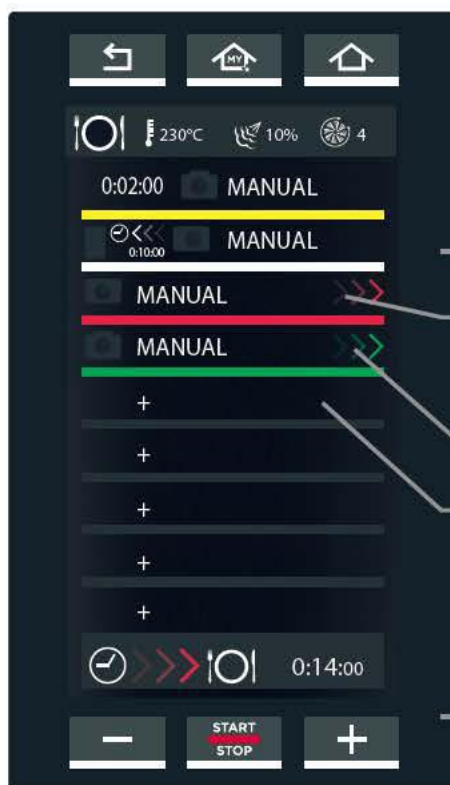 MY
230°C 10% 4
0:02:00 MANUAL
0:10:00 MANUAL
MANUAL
MANUAL
+
+
+
+
+
0:14:00
− START STOP +